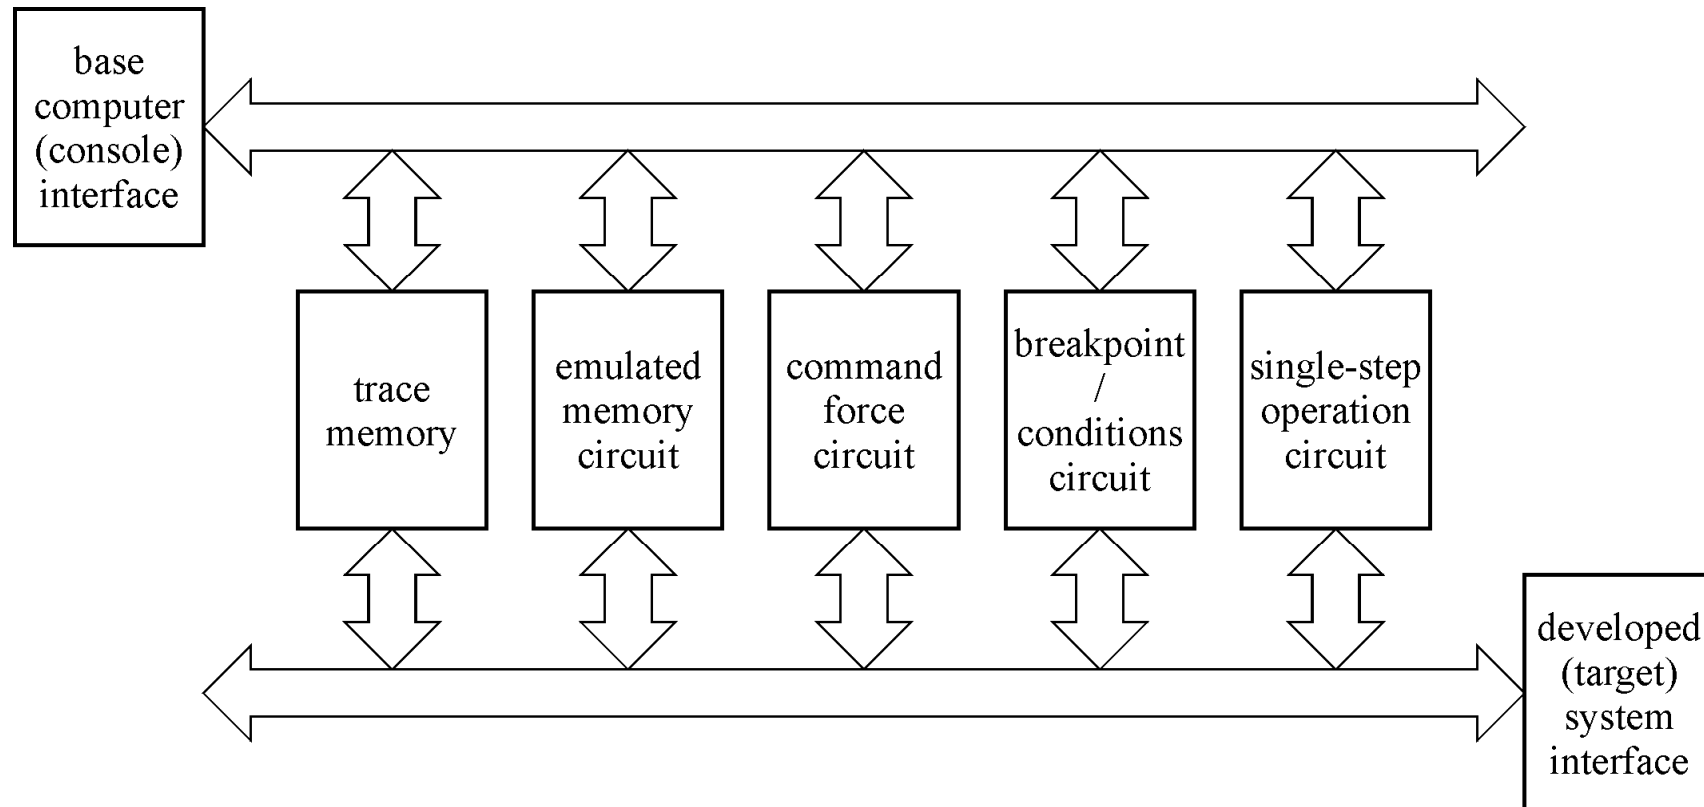 base
computer
(console)
interface
trace
memory
emulated
memory
circuit
command
force
circuit
breakpoint
/
conditions
circuit
single-step
operation
circuit
developed
(target)
system
interface